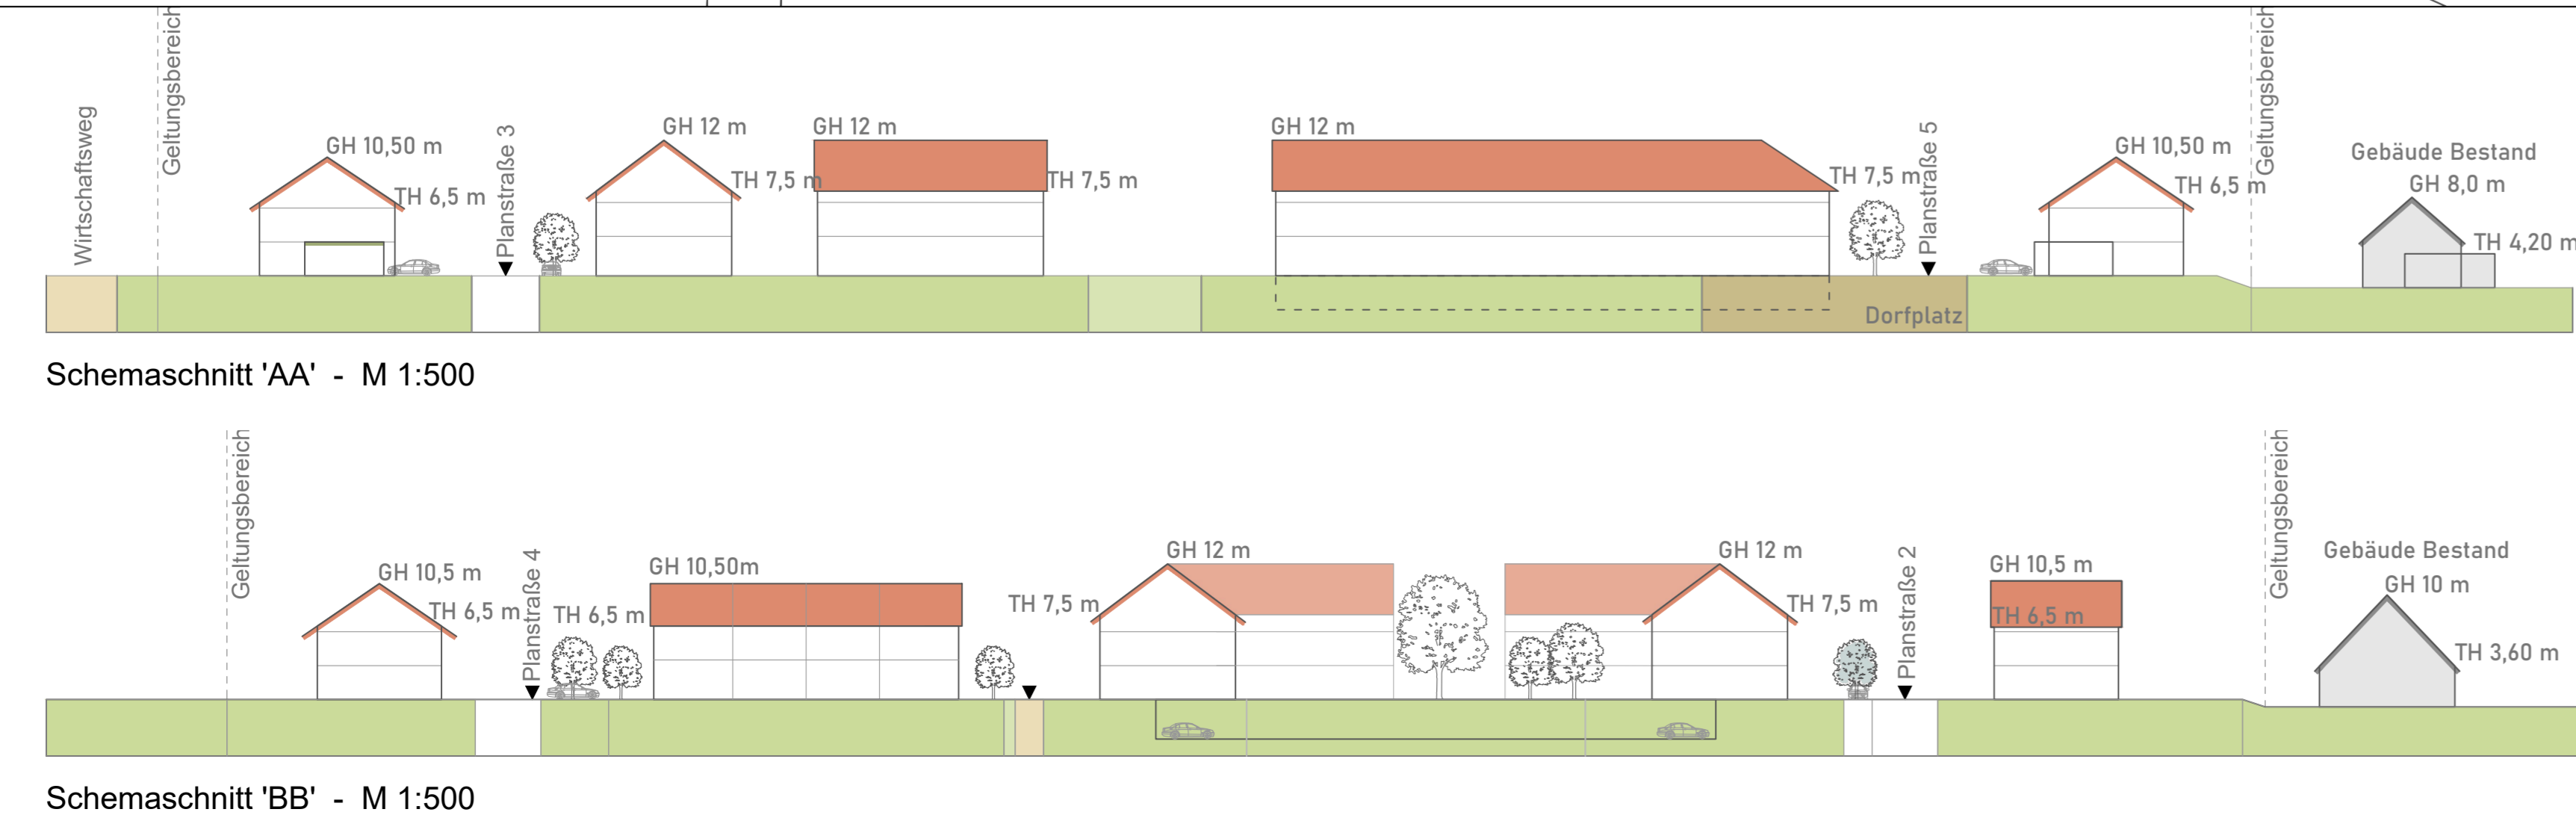 Wirtschaftsweg
Geltungsbereich
GH 10,50 m
TH 6,5 m
Planstraße 3
GH 12 m
TH 7,5 m
GH 12 m
TH 7,5 m
GH 12 m
TH 7,5 m
Planstraße 5
Dorfplatz
GH 10,50 m
TH 6,5 m
Geltungsbereich
Gebäude Bestand
GH 8,0 m
TH 4,20 m
Schemaschnitt 'AA' - M 1:500
Geltungsbereich
GH 10,5 m
TH 6,5 m
Planstraße 4
TH 6,5 m
GH 10,50m
TH 7,5 m
GH 12 m
GH 12 m
TH 7,5 m
Planstraße 2
GH 10,5 m
TH 6,5 m
Geltungsbereich
Gebäude Bestand
GH 10 m
TH 3,60 m
Schemaschnitt 'BB' - M 1:500